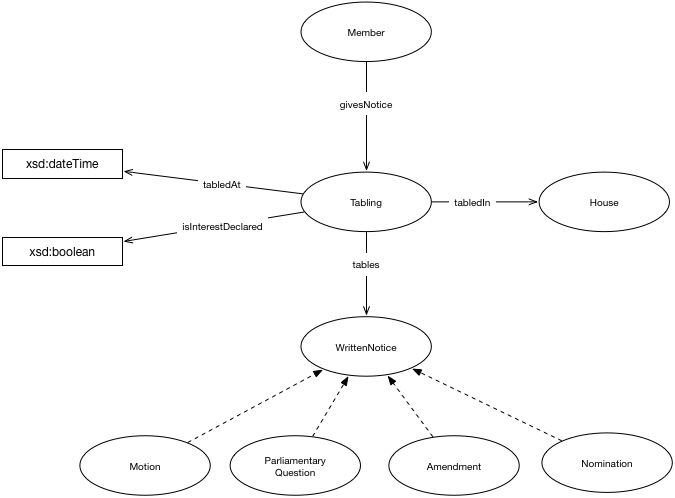 Member
givesNotice
xsd:dateTime
tabledAt
Tabling
tabledIn
House
isInterestDeclared
xsd:boolean
tables
WrittenNotice
Motion
Parliamentary
Question
Amendment
Nomination